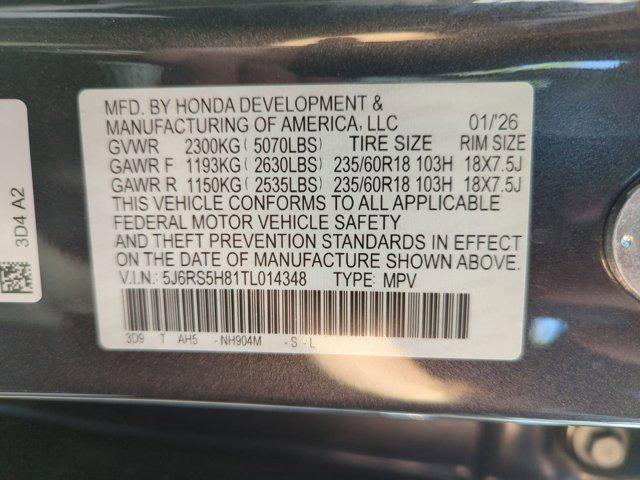 MFD. BY HONDA DEVELOPMENT &
MANUFACTURING OF AMERICA, LLC 01/'26
GVWR 2300KG ( 5070LBS) TIRE SIZE RIM SIZE
GAWR F 1193KG ( 2630LBS) 235/60R18 103H 18X7.5J
GAWR R 1150KG ( 2535LBS) 235/60R18 103H 18X7.5J
THIS VEHICLE CONFORMS TO ALL APPLICABLE
FEDERAL MOTOR VEHICLE SAFETY
AND THEFT PREVENTION STANDARDS IN EFFECT
ON THE DATE OF MANUFACTURE SHOWN ABOVE.
V.I.N: 5J6RS5H81TL014348 TYPE: MPV
3D9 T AH5 -NH904M -S -L
3D4 A2